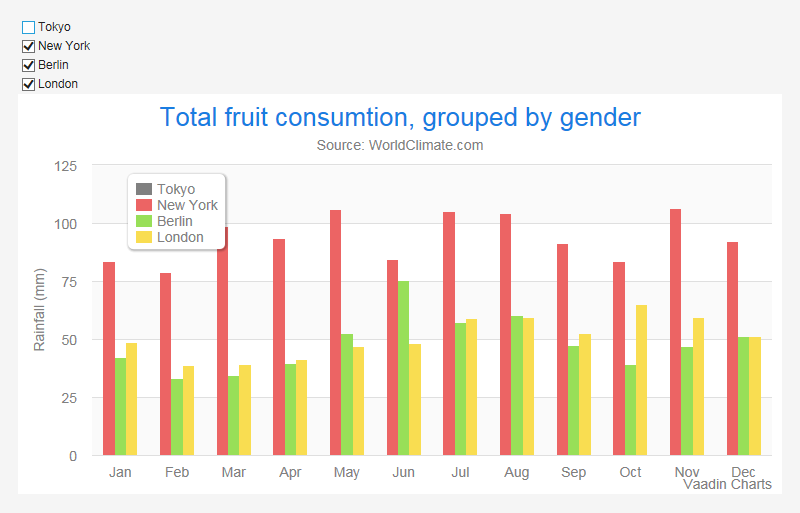 Tokyo
New York
Berlin
London
Total fruit consumtion, grouped by gender
Source: WorldClimate.com
Rainfall (mm)
125
100
75
50
25
0
Tokyo
New York
Berlin
London
Jan Feb Mar Apr May Jun Jul Aug Sep Oct Nov Dec
Vaadin Charts